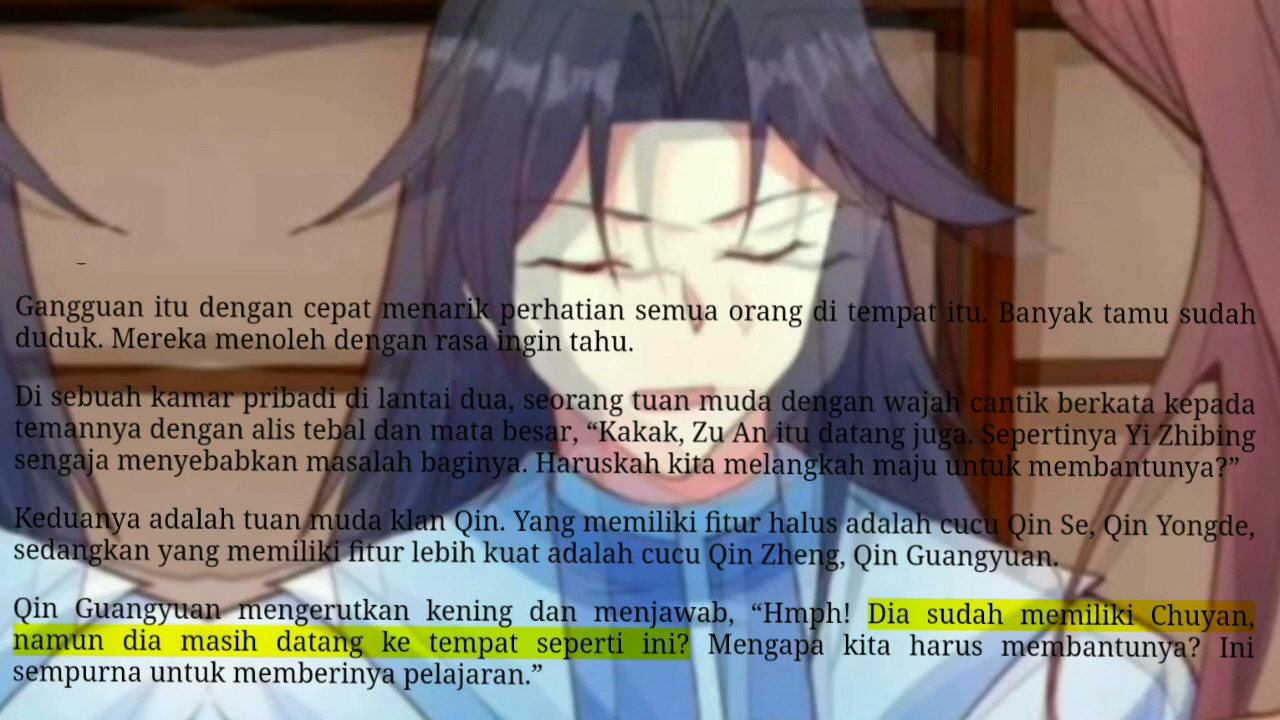 Gangguan itu dengan cepat menarik perhatian semua orang di tempat itu. Banyak tamu sudah
duduk. Mereka menoleh dengan rasa ingin tahu.
Di sebuah kamar pribadi di lantai dua, seorang tuan muda dengan wajah cantik berkata kepada
temannya dengan alis tebal dan mata besar, “Kakak, Zu An itu datang juga. Sepertinya Yi Zhibing
sengaja menyebabkan masalah baginya. Haruskah kita melangkah maju untuk membantunya?”
Keduanya adalah tuan muda klan Qin. Yang memiliki fitur halus adalah cucu Qin Se, Qin Yongde,
sedangkan yang memiliki fitur lebih kuat adalah cucu Qin Zheng, Qin Guangyuan.
Qin Guangyuan mengerutkan kening dan menjawab, “Hmph! Dia sudah memiliki Chuyan,
namun dia masih datang ke tempat seperti ini? Mengapa kita harus membantunya? Ini
sempurna untuk memberinya pelajaran.”